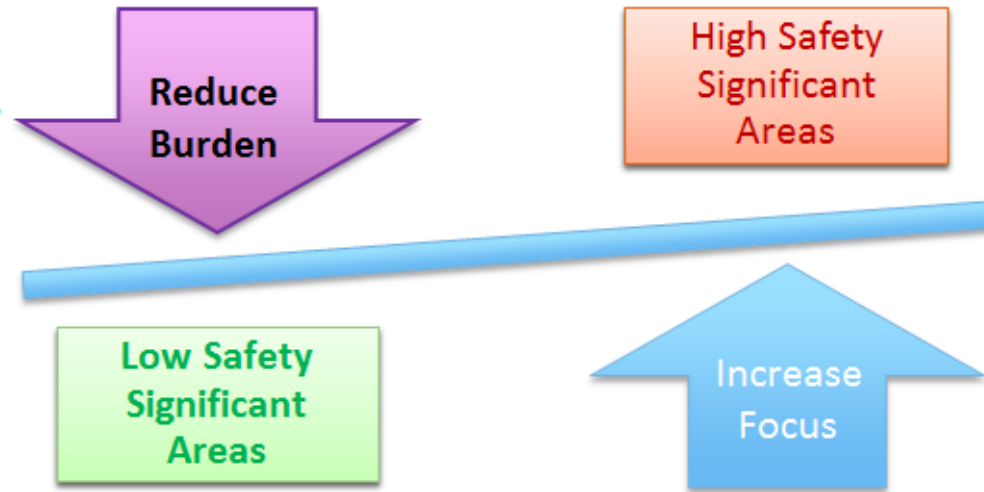 Reduce
Burden
High Safety
Significant
Areas
Low Safety
Significant
Areas
Increase
Focus